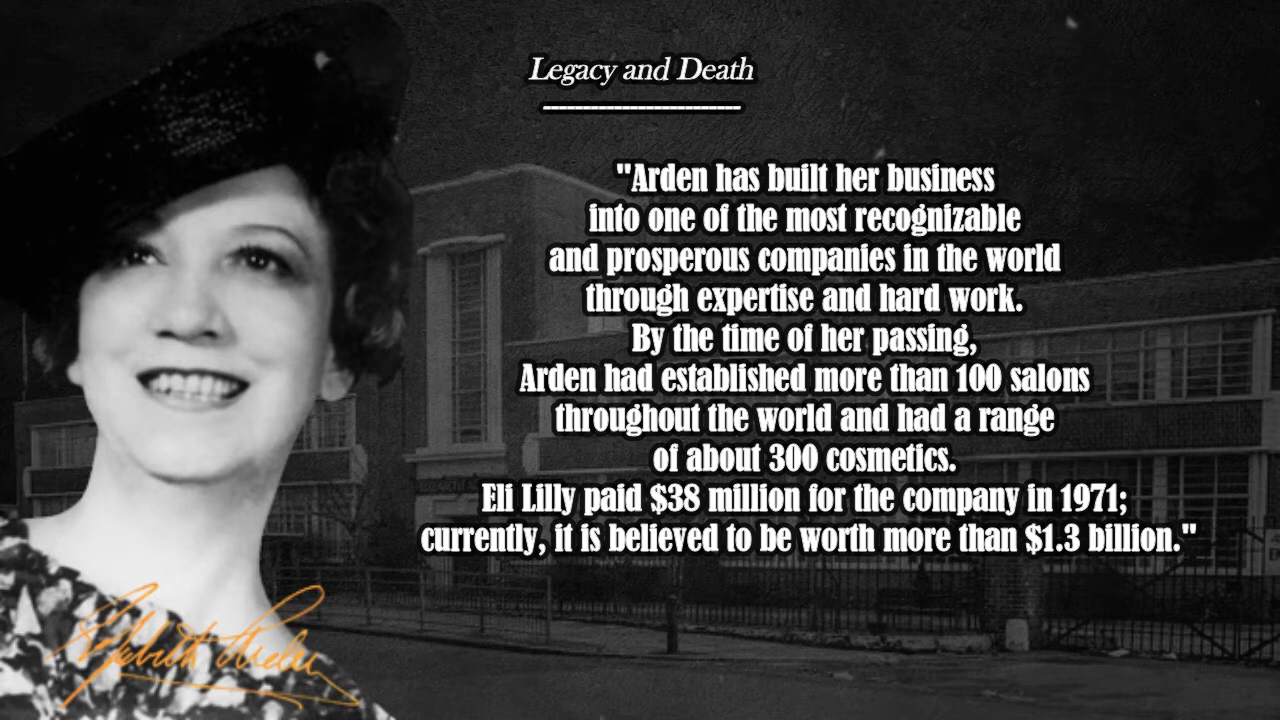 Legacy and Death
"Arden has built her business
into one of the most recognizable
and prosperous companies in the world
through expertise and hard work.
By the time of her passing,
Arden had established more than 100 salons
throughout the world and had a range
of about 300 cosmetics.
Eli Lilly paid $38 million for the company in 1971;
currently, it is believed to be worth more than $1.3 billion."
Elizabeth Arden